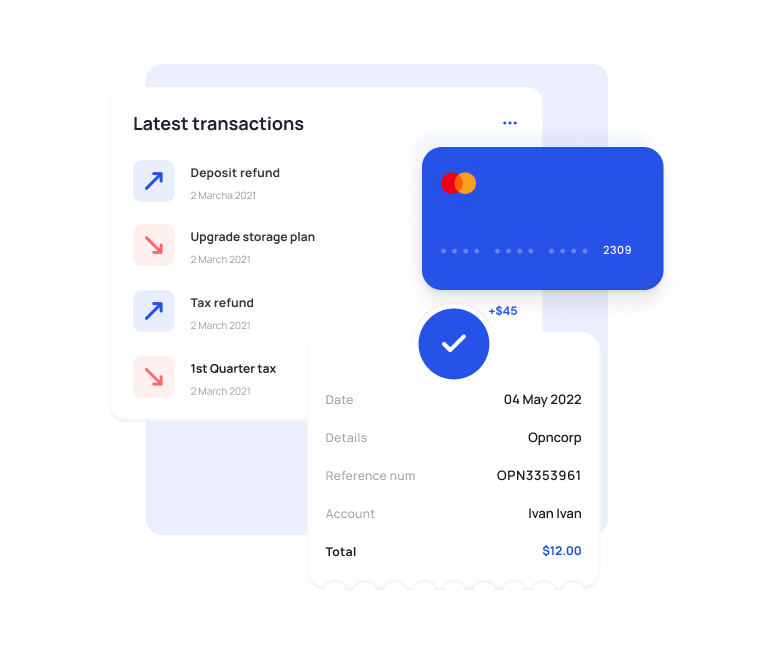 Latest transactions
Deposit refund
2 Marcha 2021
Upgrade storage plan
2 March 2021
2309
Tax refund
+$45
2 March 2021
1st Quarter tax
2 March 2021
Date 04 May 2022
Details Opncorp
Reference num OPN3353961
Account Ivan Ivan
Total $12.00